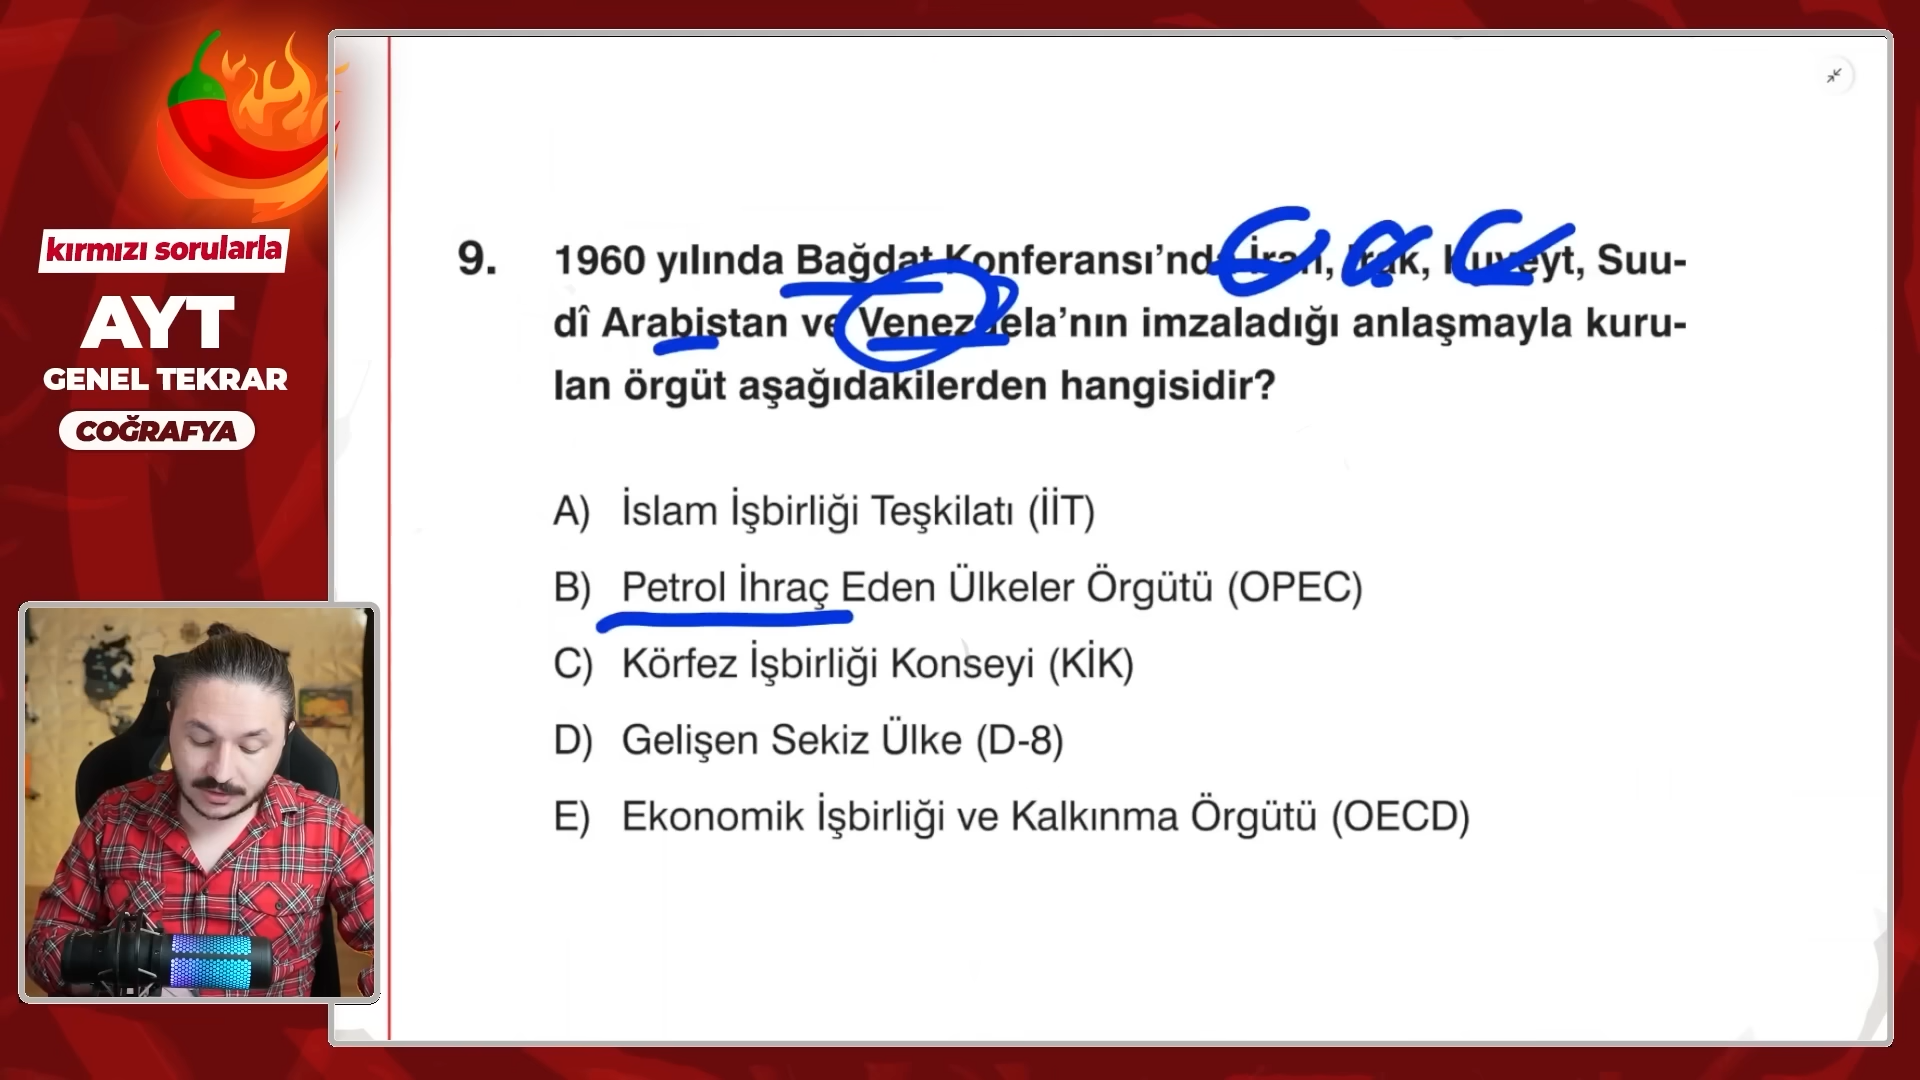 kırmızı sorularla
AYT
GENEL TEKRAR
COĞRAFYA
9. 1960 yılında Bağdat Konferansı'nda İran, Irak, Kuveyt, Suu-
dî Arabistan ve Venezuela'nın imzaladığı anlaşmayla kuru-
lan örgüt aşağıdakilerden hangisidir?
A) İslam İşbirliği Teşkilatı (İİT)
B) Petrol İhraç Eden Ülkeler Örgütü (OPEC)
C) Körfez İşbirliği Konseyi (KİK)
D) Gelişen Sekiz Ülke (D-8)
E) Ekonomik İşbirliği ve Kalkınma Örgütü (OECD)